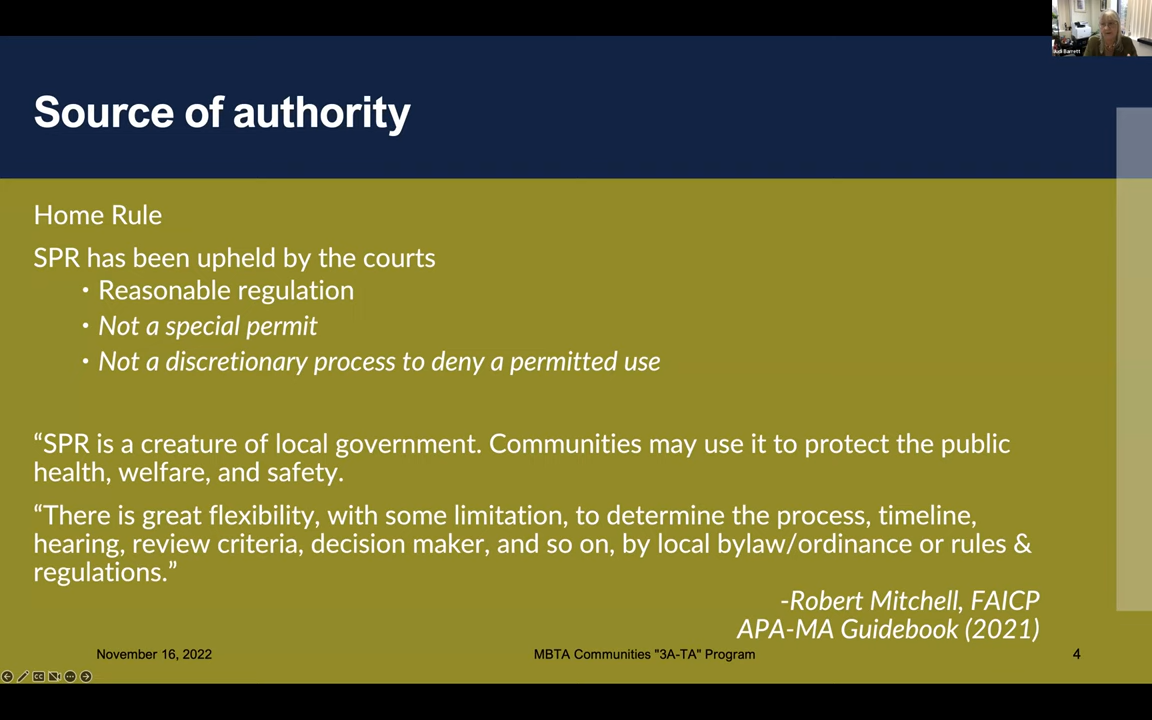 Judi Barrett
Source of authority
Home Rule
SPR has been upheld by the courts
• Reasonable regulation
• Not a special permit
• Not a discretionary process to deny a permitted use
“SPR is a creature of local government. Communities may use it to protect the public
health, welfare, and safety.
“There is great flexibility, with some limitation, to determine the process, timeline,
hearing, review criteria, decision maker, and so on, by local bylaw/ordinance or rules &
regulations.”
-Robert Mitchell, FAICP
APA-MA Guidebook (2021)
November 16, 2022
MBTA Communities "3A-TA" Program
4